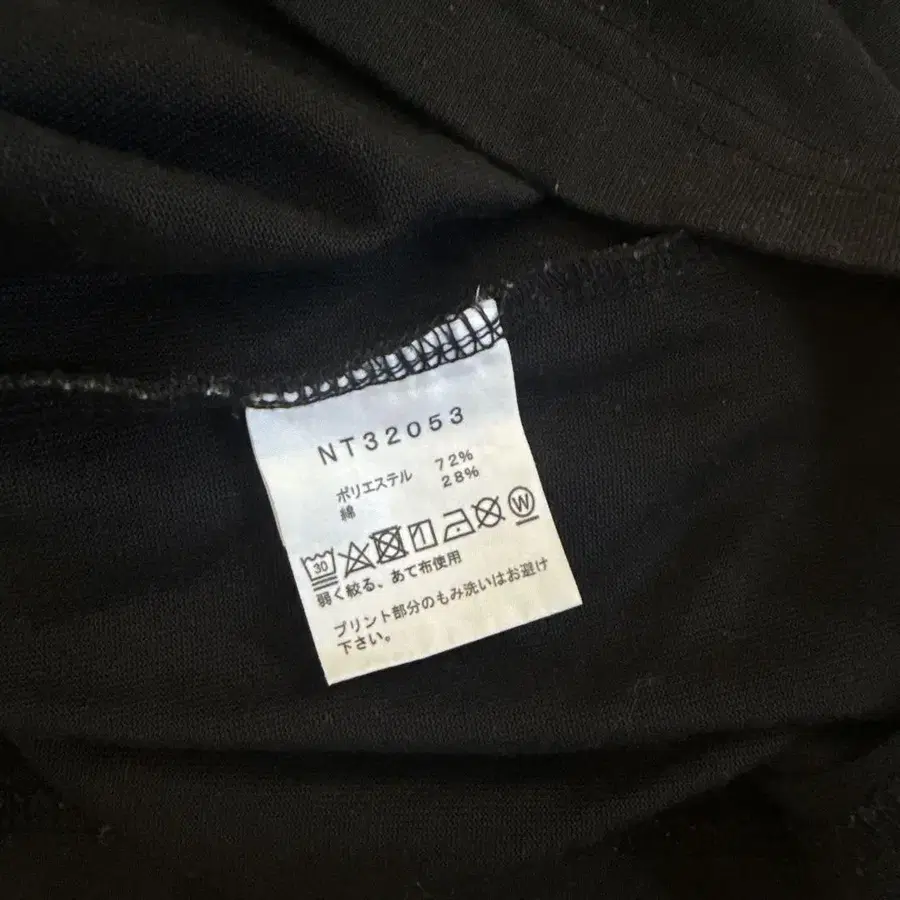 NT32053
ポリエステル 72%
綿 28%
30 W
弱く絞る、あて布使用
プリント部分のもみ洗いはお避け
下さい。